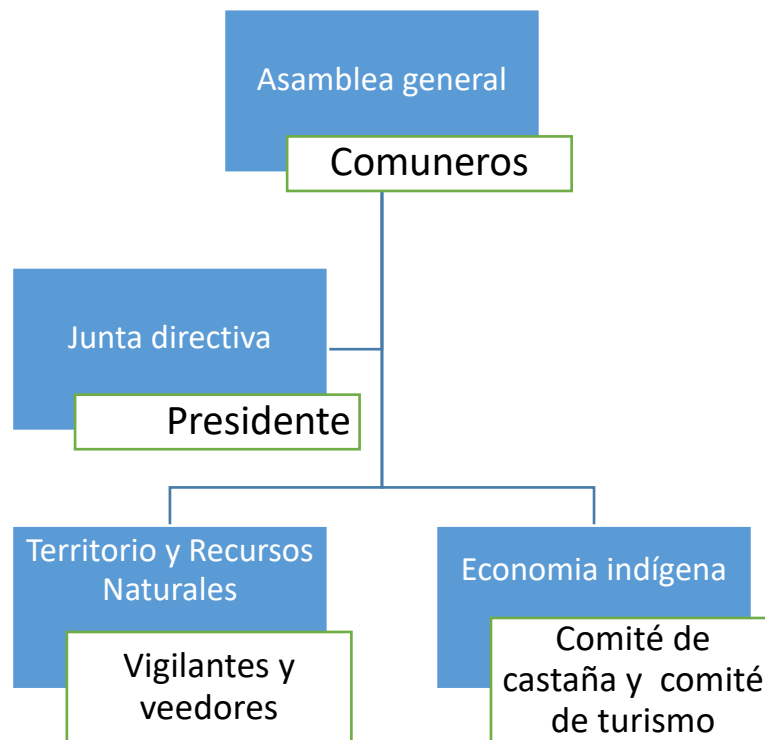 Asamblea general
Comuneros
Junta directiva
Presidente
Territorio y Recursos
Naturales
Vigilantes y
veedores
Economia indígena
Comité de
castaña y comité
de turismo